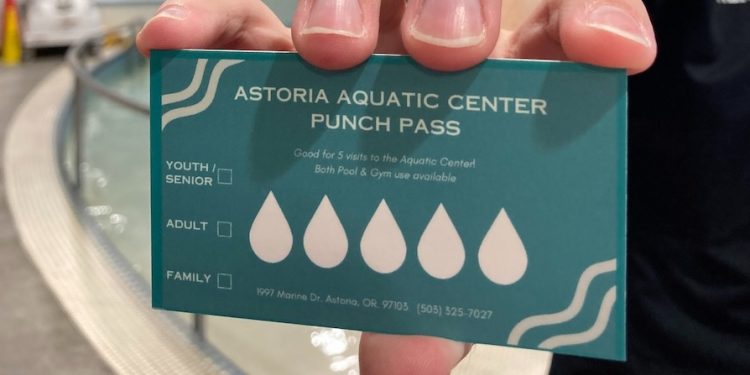 ASTORIA AQUATIC CENTER
PUNCH PASS
Good for 5 visits to the Aquatic Center!
Both Pool & Gym use available
YOUTH /
SENIOR
ADULT
FAMILY
1997 Marine Dr. Astoria, OR. 97103 (503) 325-7027